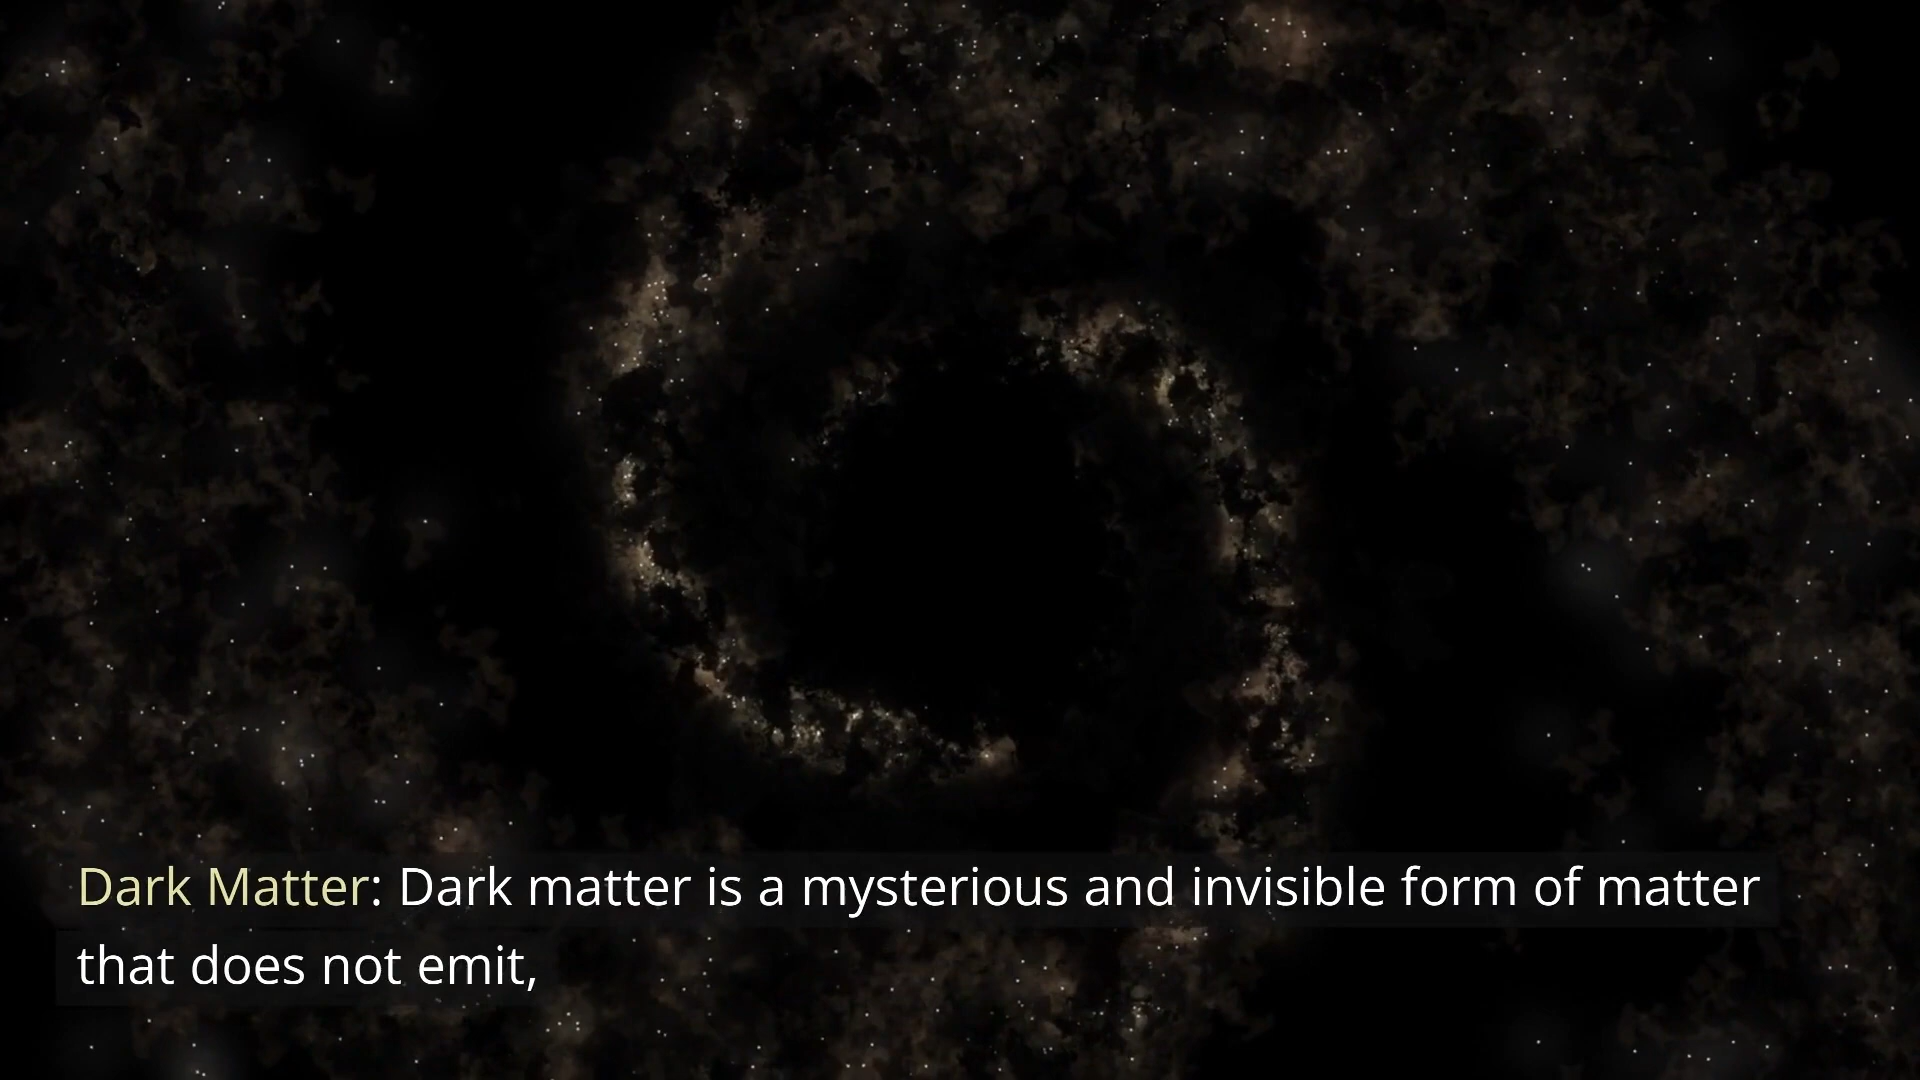 Dark Matter: Dark matter is a mysterious and invisible form of matter
that does not emit,